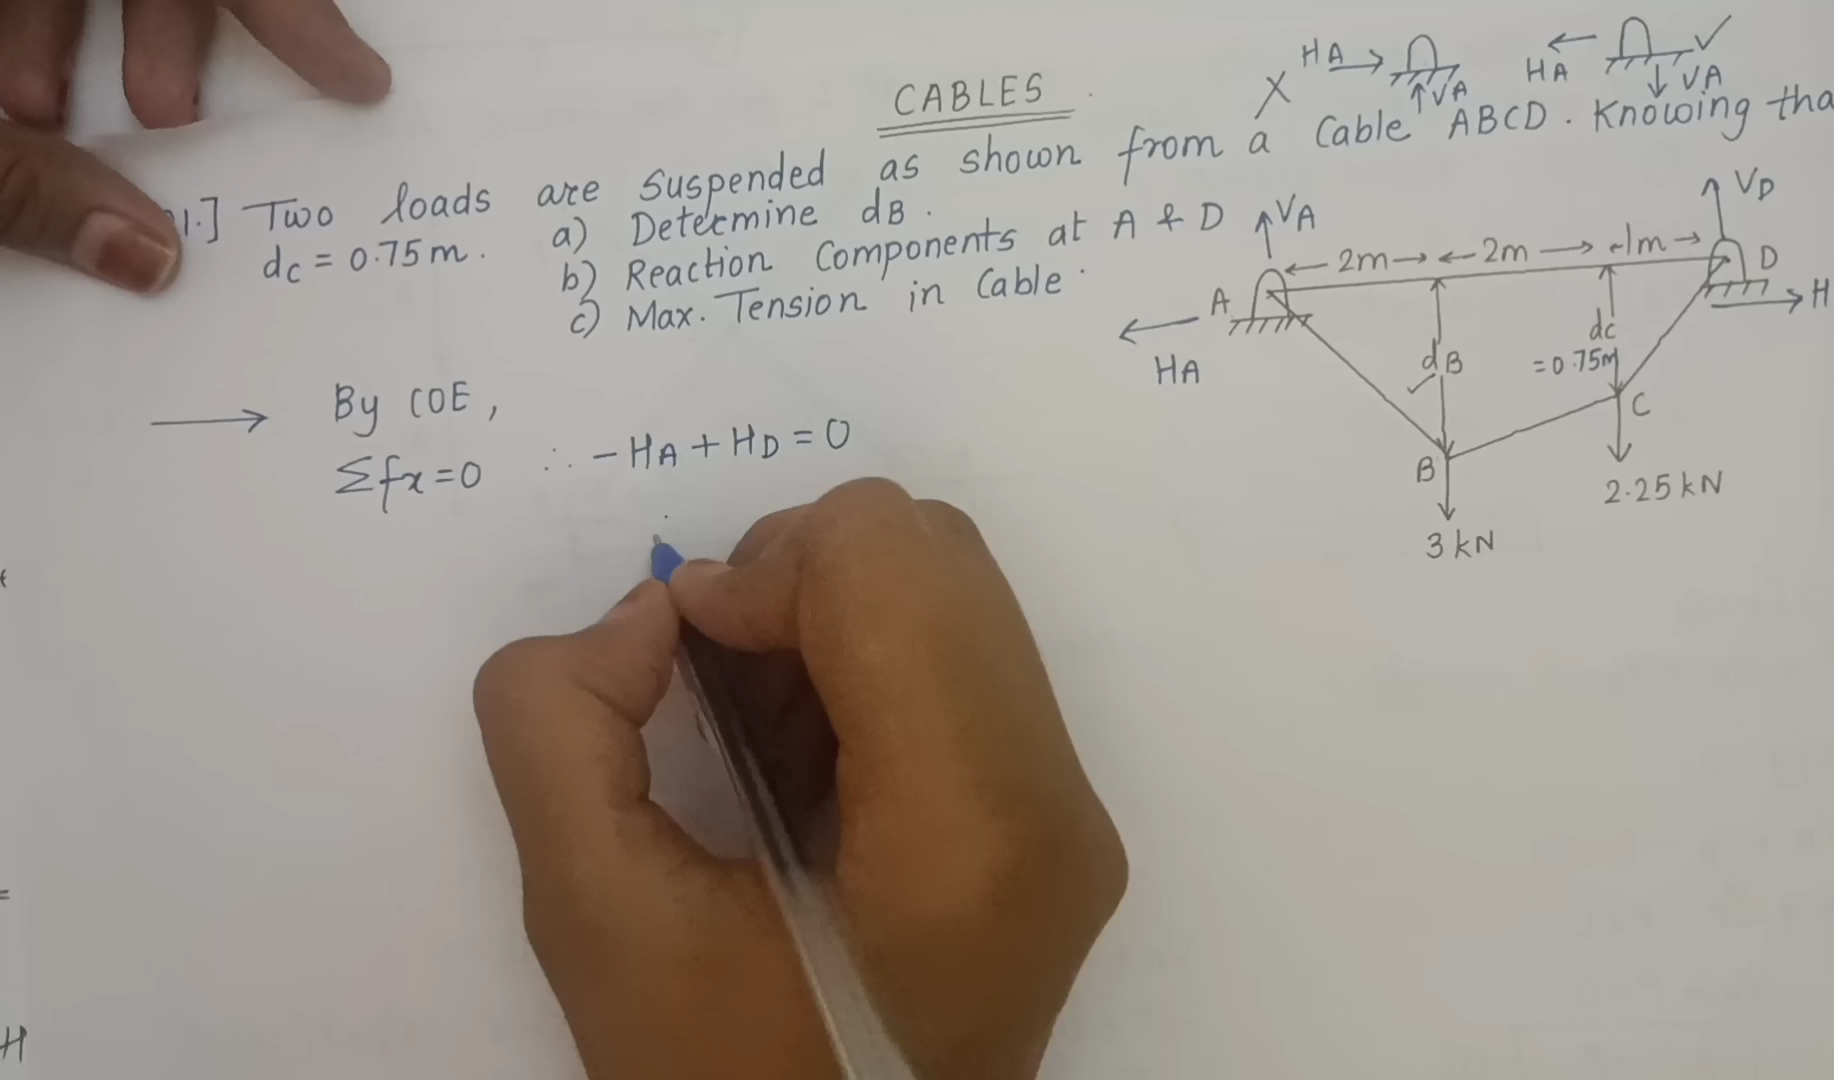 CABLES
HA VA
HA VA
1.] Two loads are suspended as shown from a Cable ABCD. Knowing tha
dc = 0.75m. a) Determine dB.
b) Reaction Components at A & D
c) Max. Tension in Cable.
VA
VD
2m 2m 1m
A
D
HA
H
dB
dc
=0.75m
B
C
3 kN
2.25 kN
By COE,
Σfx=0 ∴ -HA + HD = 0
=
H